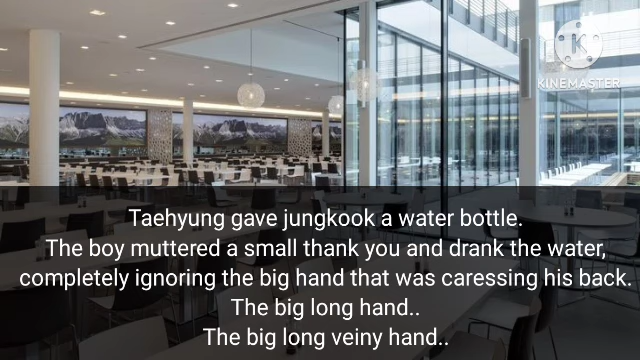 KINEMASTER
Taehyung gave jungkook a water bottle.
The boy muttered a small thank you and drank the water,
completely ignoring the big hand that was caressing his back.
The big long hand..
The big long veiny hand..